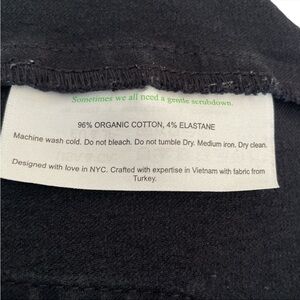 Sometimes we all need a gentle scrubdown.
96% ORGANIC COTTON, 4% ELASTANE
Machine wash cold. Do not bleach. Do not tumble Dry. Medium iron. Dry clean.
Designed with love in NYC. Crafted with expertise in Vietnam with fabric from
Turkey.